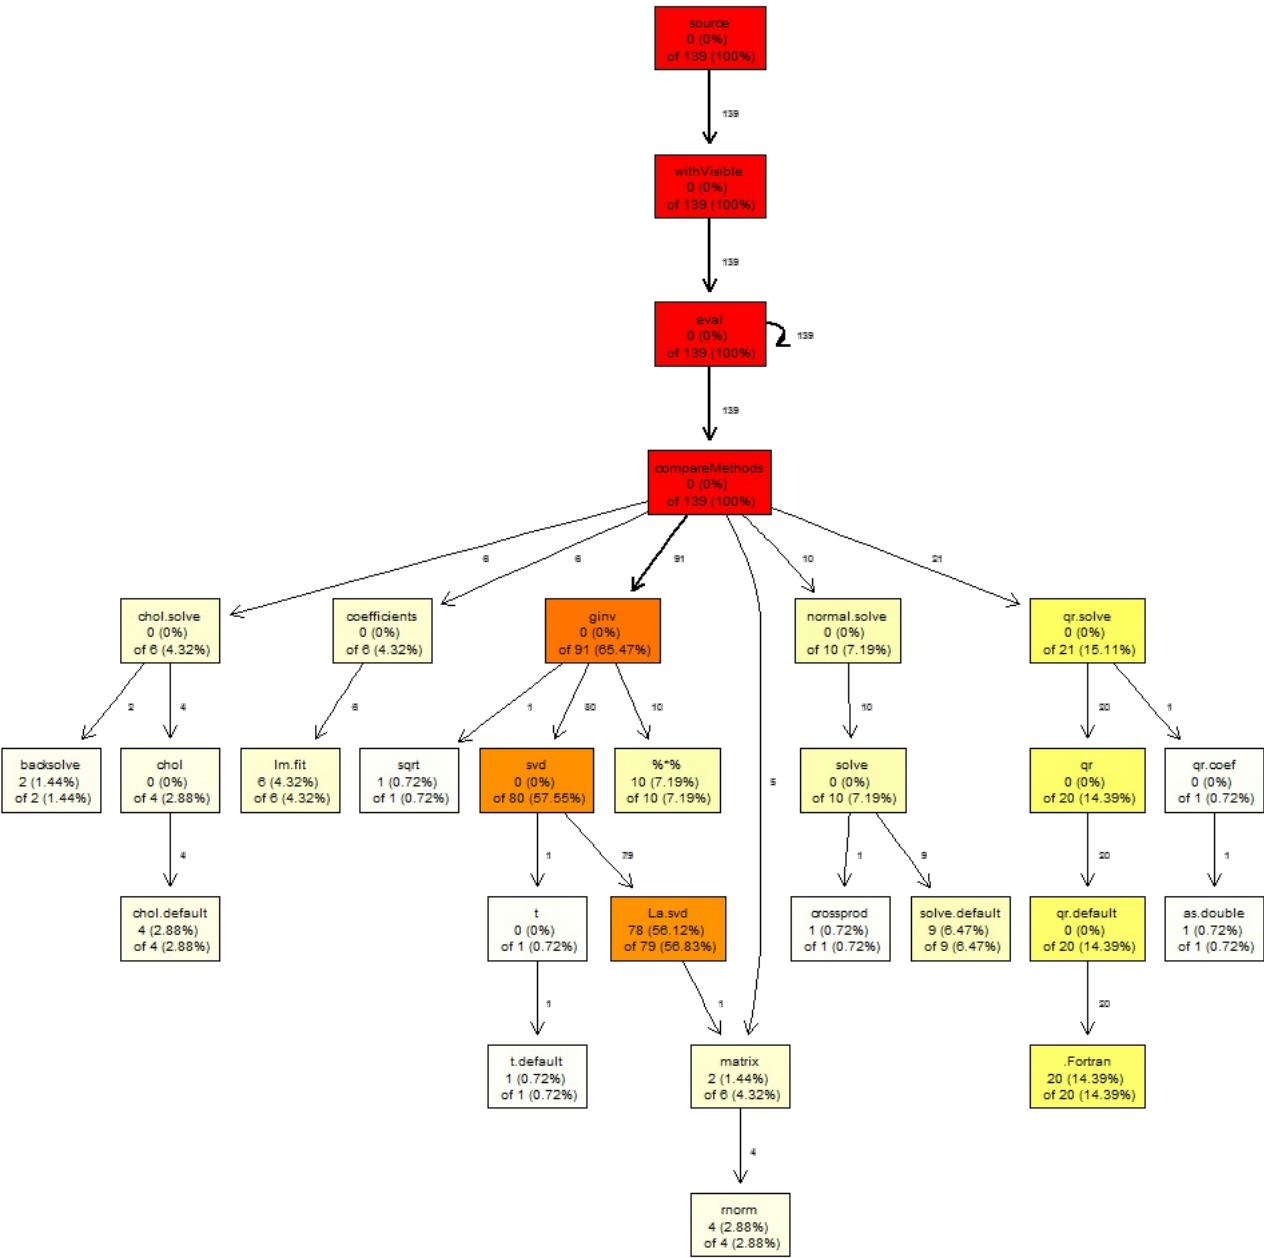 source
0 (0%)
of 139 (100%)
139
withVisible
0 (0%)
of 139 (100%)
139
eval
0 (0%)
of 139 (100%)
139
139
compareMethods
0 (0%)
of 139 (100%)
6
6
91
10
21
chol.solve
0 (0%)
of 6 (4.32%)
coefficients
0 (0%)
of 6 (4.32%)
ginv
0 (0%)
of 91 (65.47%)
normal.solve
0 (0%)
of 10 (7.19%)
qr.solve
0 (0%)
of 21 (15.11%)
2
4
6
1
80
10
5
10
20
1
backsolve
2 (1.44%)
of 2 (1.44%)
chol
0 (0%)
of 4 (2.88%)
lm.fit
6 (4.32%)
of 6 (4.32%)
sqrt
1 (0.72%)
of 1 (0.72%)
svd
0 (0%)
of 80 (57.55%)
%*%
10 (7.19%)
of 10 (7.19%)
solve
0 (0%)
of 10 (7.19%)
qr
0 (0%)
of 20 (14.39%)
qr.coef
0 (0%)
of 1 (0.72%)
4
1
79
1
9
20
1
chol.default
4 (2.88%)
of 4 (2.88%)
t
0 (0%)
of 1 (0.72%)
La.svd
78 (56.12%)
of 79 (56.83%)
crossprod
1 (0.72%)
of 1 (0.72%)
solve.default
9 (6.47%)
of 9 (6.47%)
qr.default
0 (0%)
of 20 (14.39%)
as.double
1 (0.72%)
of 1 (0.72%)
1
1
20
t.default
1 (0.72%)
of 1 (0.72%)
matrix
2 (1.44%)
of 6 (4.32%)
.Fortran
20 (14.39%)
of 20 (14.39%)
4
rnorm
4 (2.88%)
of 4 (2.88%)